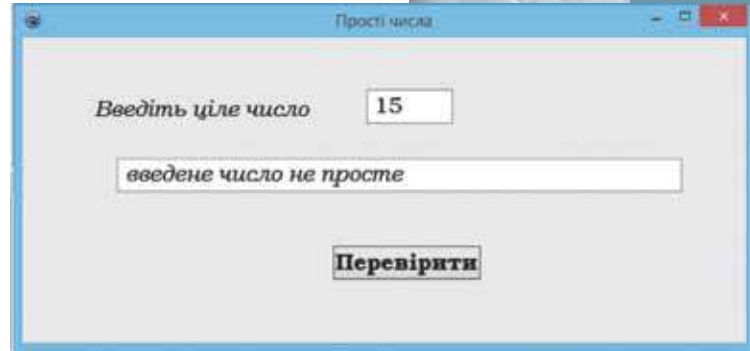 Прості числа
Введіть ціле число 15
введене число не просте
Перевірити